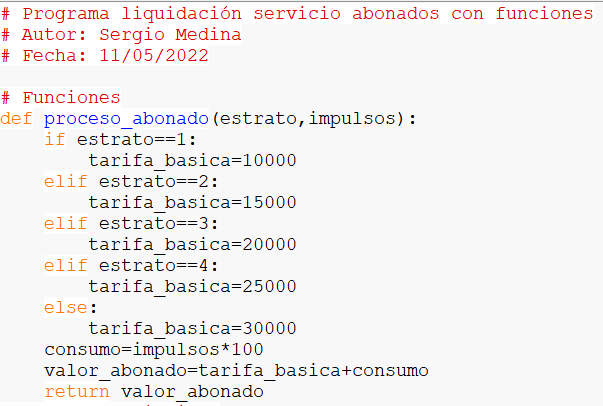 # Programa liquidación servicio abonados con funciones
# Autor: Sergio Medina
# Fecha: 11/05/2022
# Funciones
def proceso_abonado(estrato,impulsos):
    if estrato==1:
        tarifa_basica=10000
    elif estrato==2:
        tarifa_basica=15000
    elif estrato==3:
        tarifa_basica=20000
    elif estrato==4:
        tarifa_basica=25000
    else:
        tarifa_basica=30000
    consumo=impulsos*100
    valor_abonado=tarifa_basica+consumo
    return valor_abonado